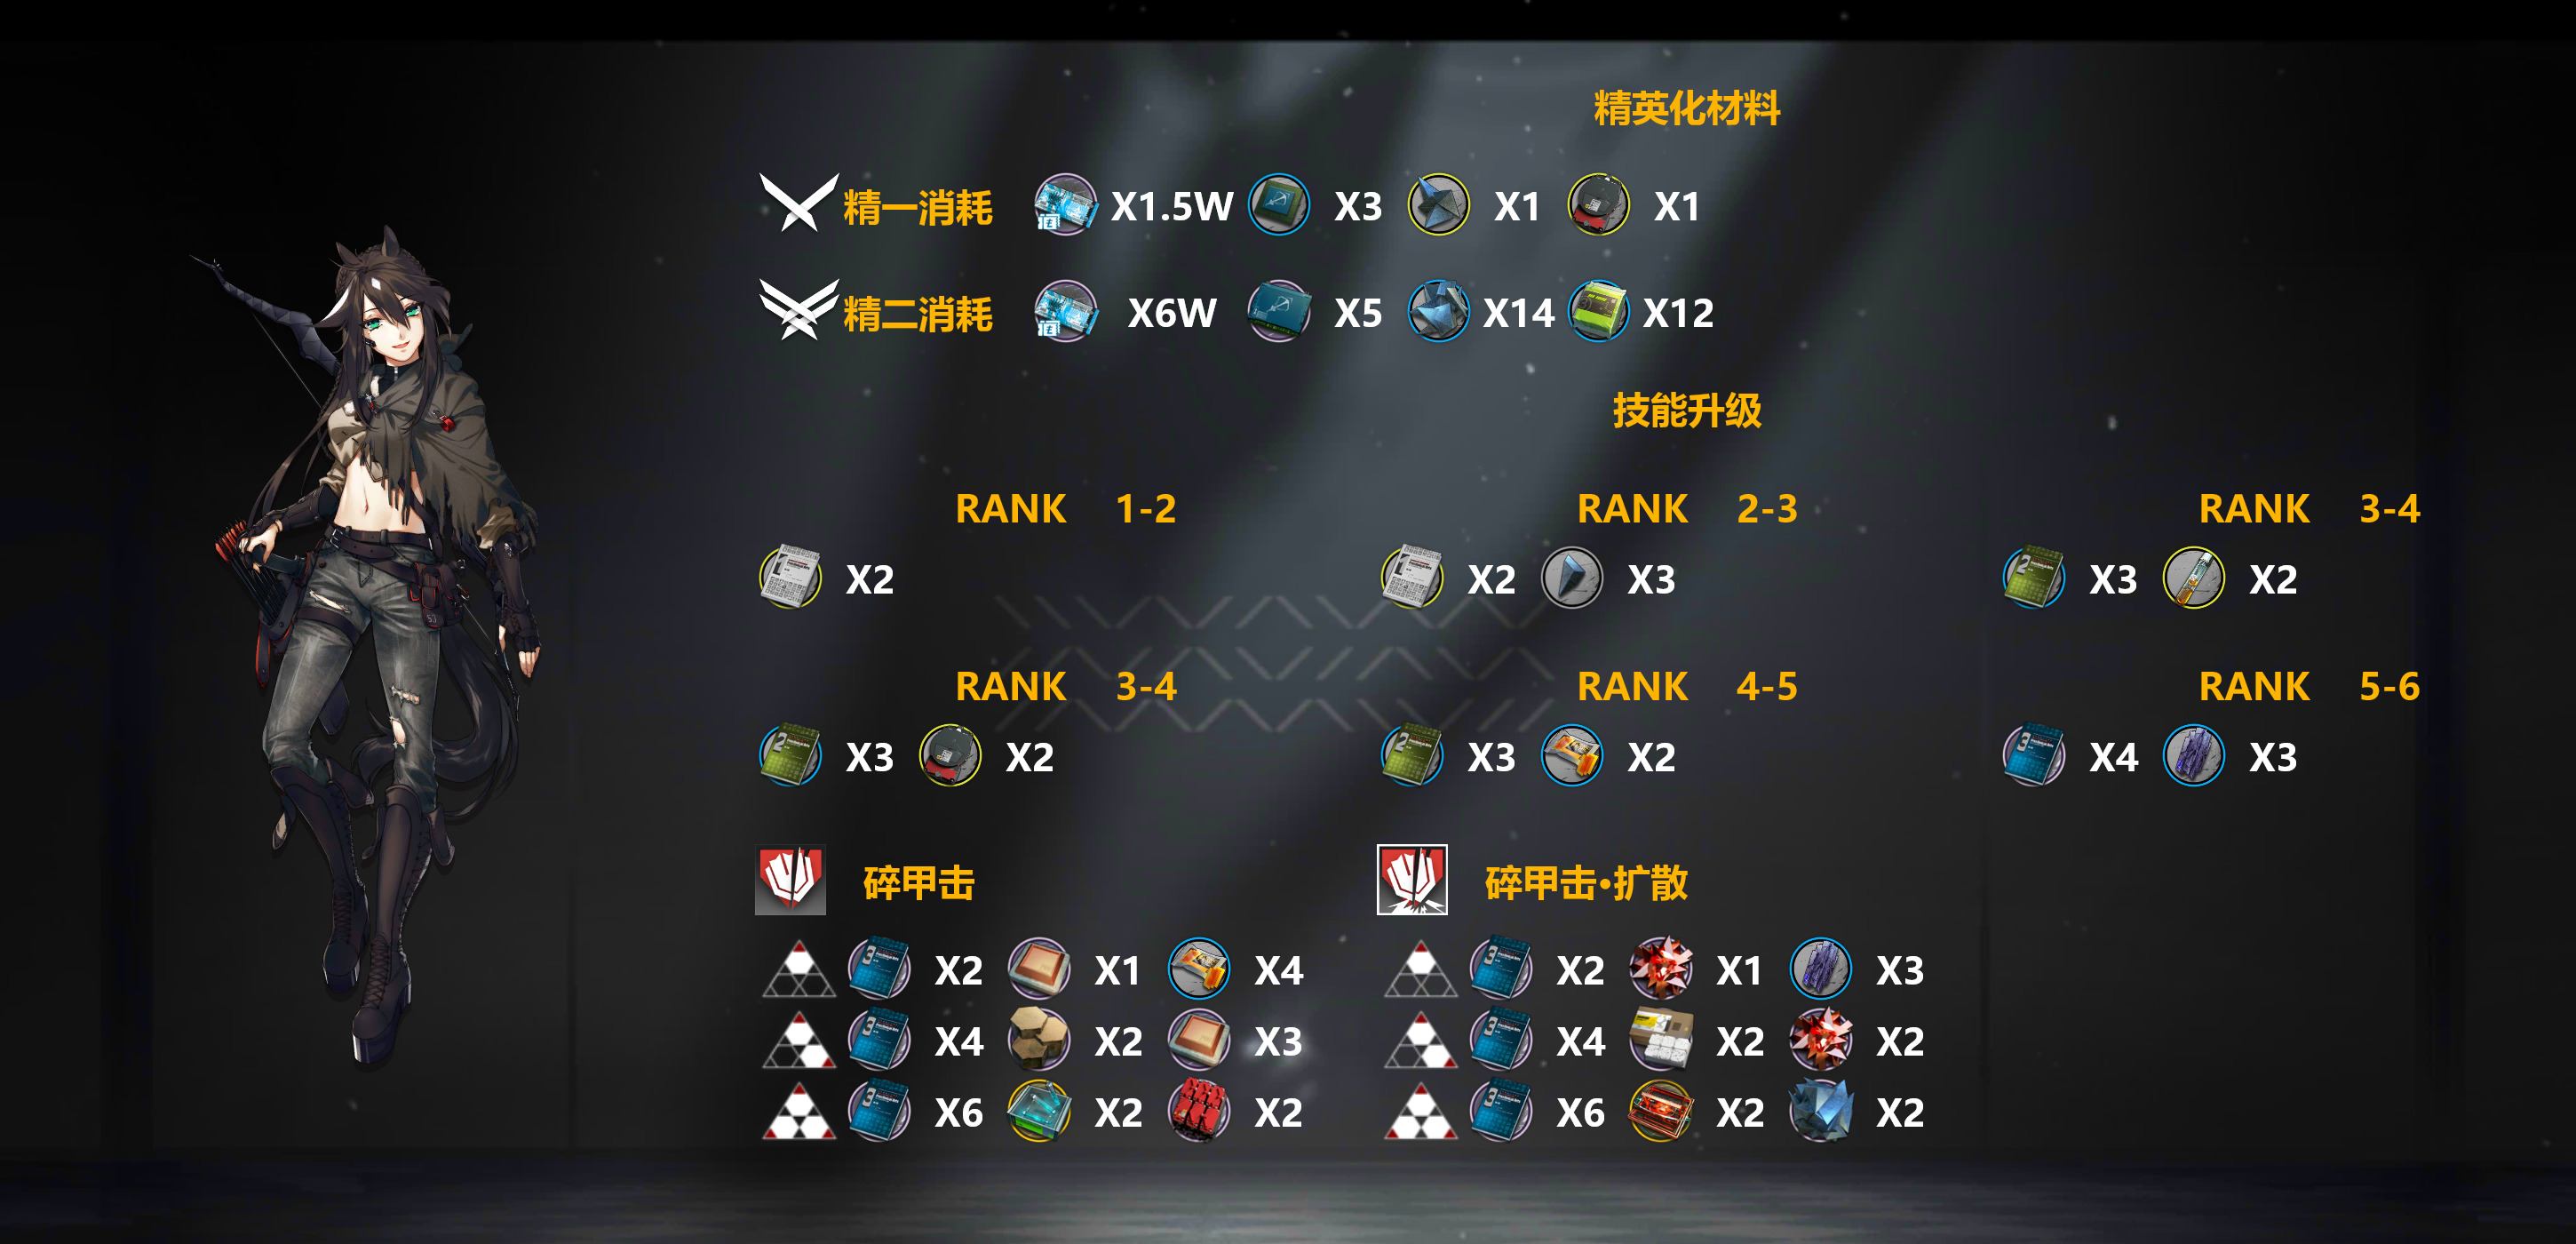 精英化材料
精一消耗 X1.5W X3 X1 X1
精二消耗 X6W X5 X14 X12
技能升级
RANK 1-2 RANK 2-3 RANK 3-4
X2 X2 X3 X3 X2
RANK 3-4 RANK 4-5 RANK 5-6
X3 X2 X3 X2 X4 X3
碎甲击 碎甲击·扩散
X2 X1 X4 X2 X1 X3
X4 X2 X3 X4 X2 X2
X6 X2 X2 X6 X2 X2